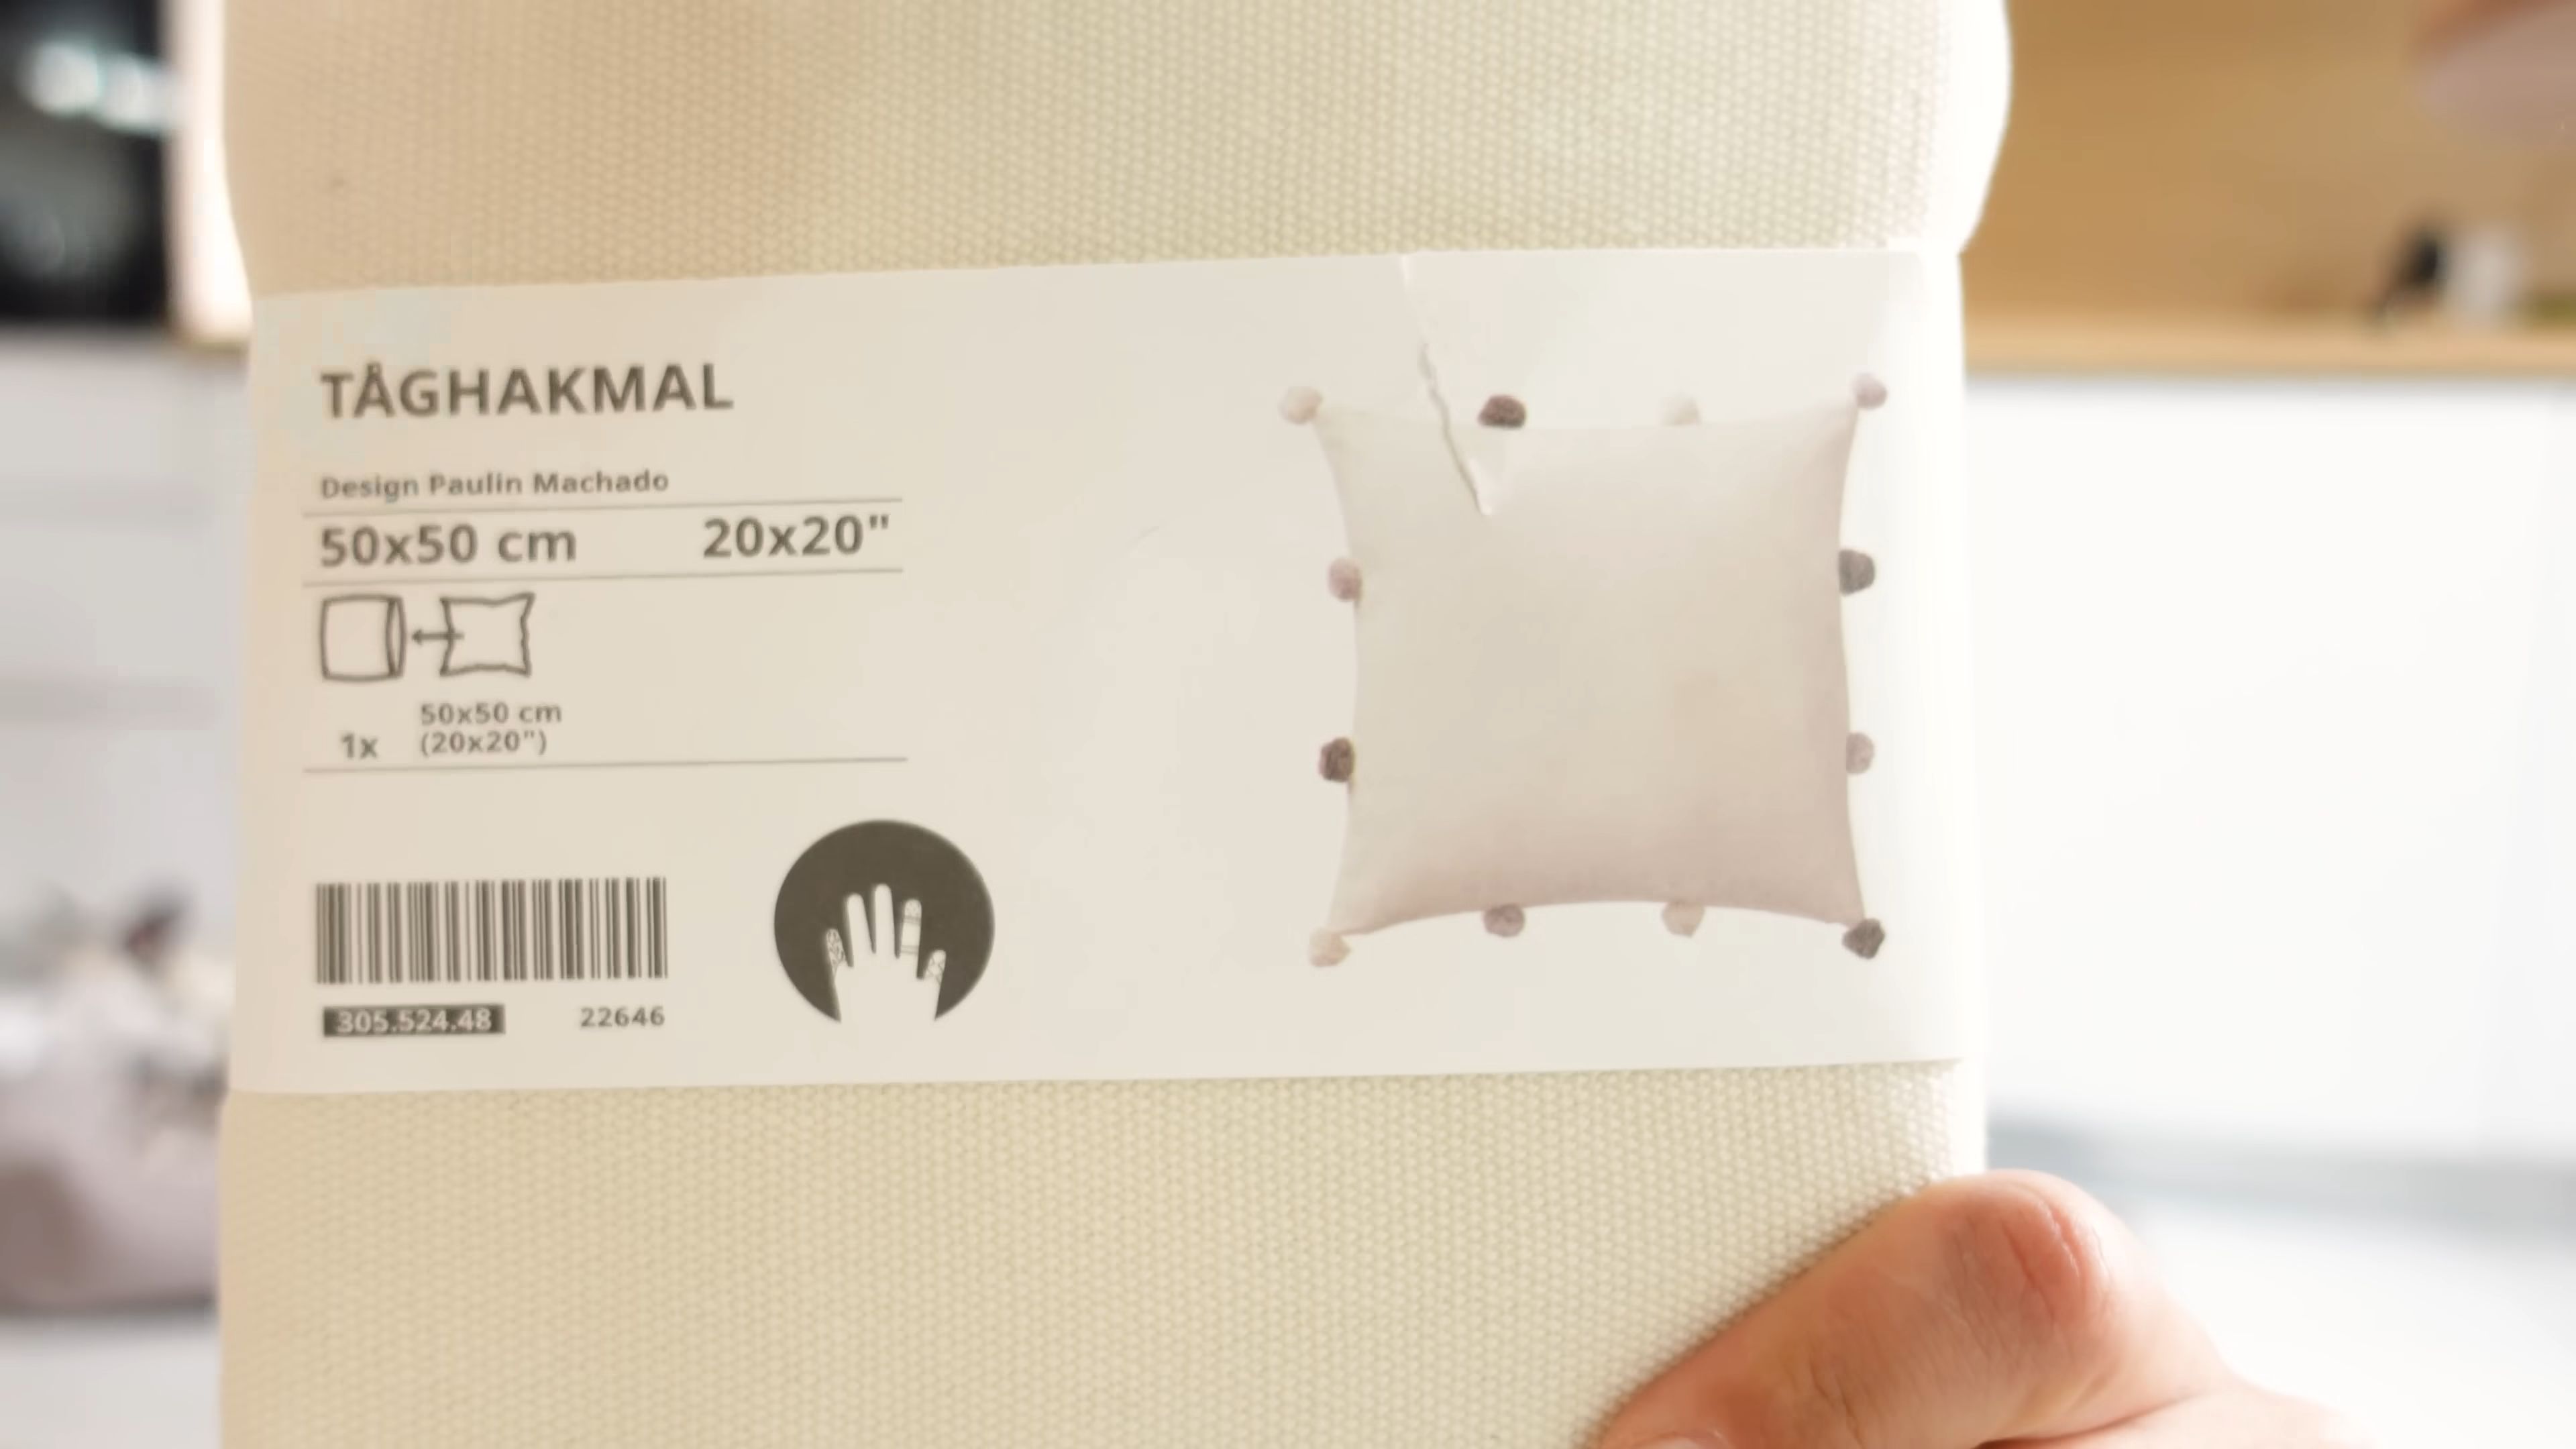 TÅGHAKMAL
Design Paulin Machado
50x50 cm 20x20"
50x50 cm
1x (20x20")
305.524.48 22646